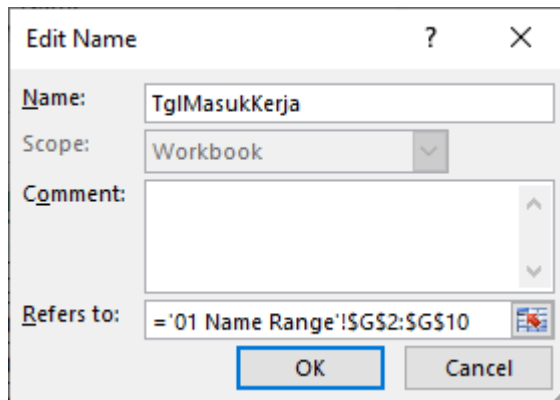 Edit Name ? X
Name: TglMasukKerja
Scope: Workbook
Comment:
Refers to: ='01 Name Range'!$G$2:$G$10
OK Cancel